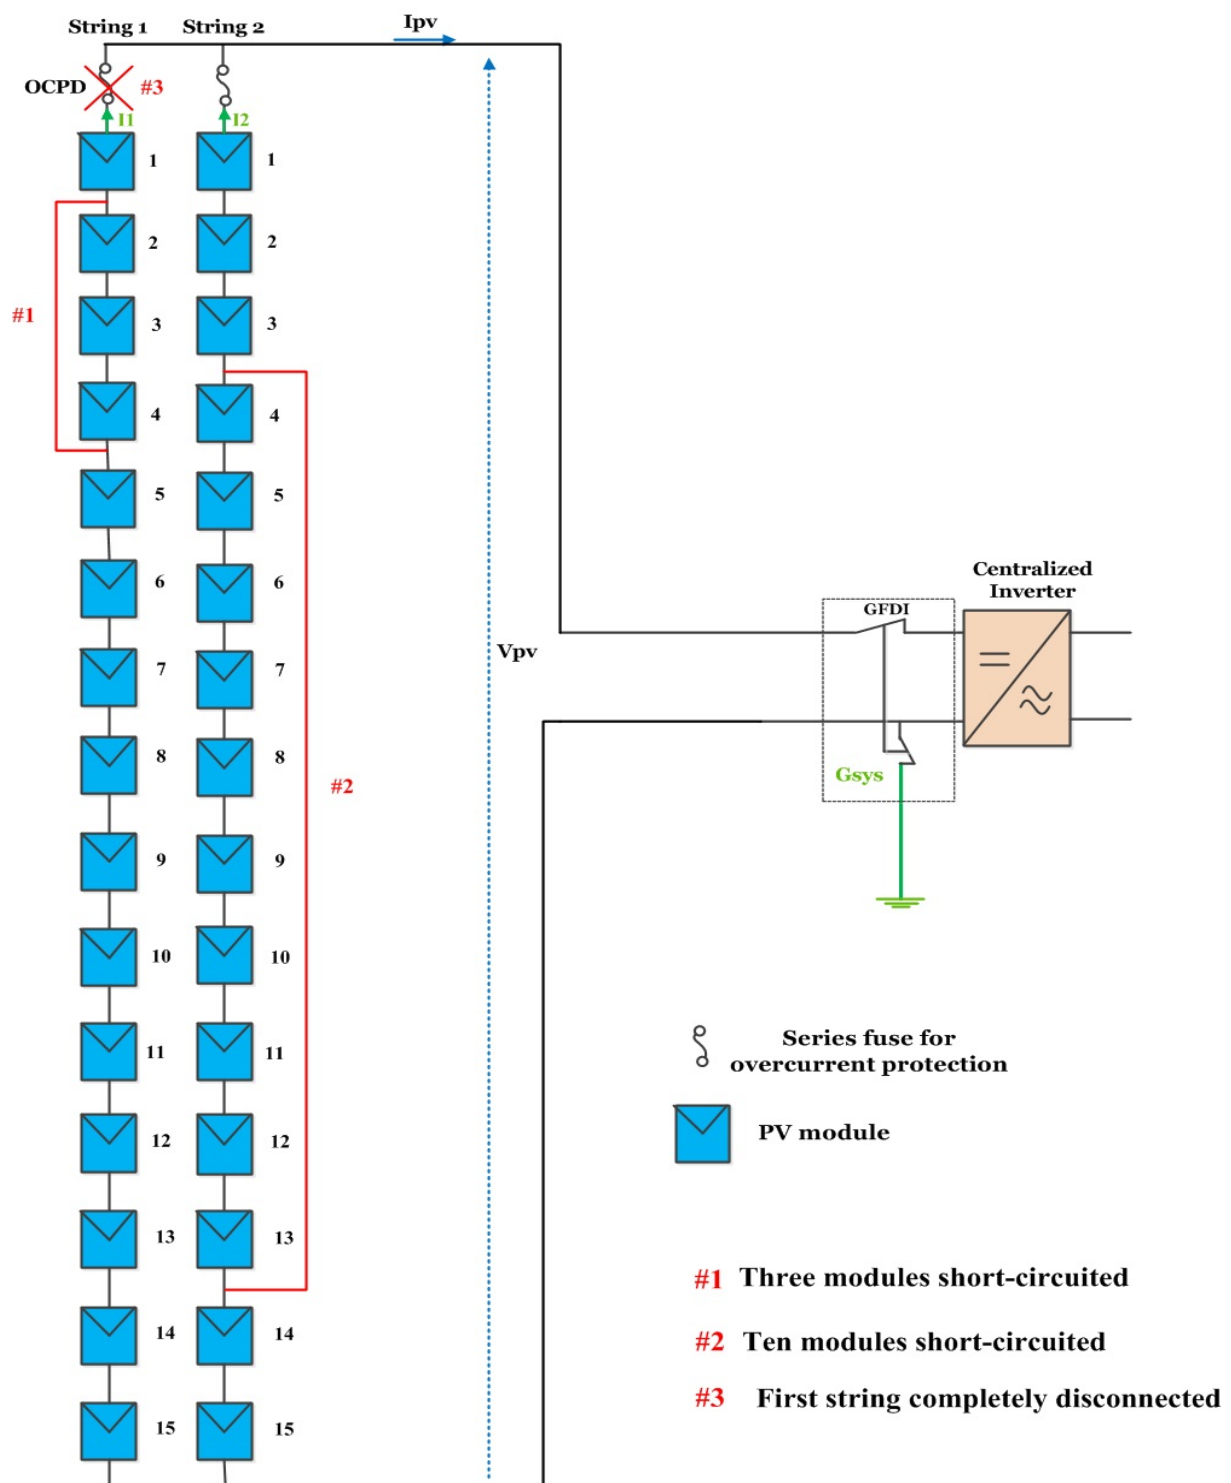 String 1 String 2 Ipv
OCPD #3
I1 I2
1 1
2 2
3 3
#1
4 4
5 5
6 6
Centralized
Inverter
GFDI
Vpv
7 7
8 8
Gsys
#2
9 9
10 10
11 11
Series fuse for
overcurrent protection
12 12
PV module
13 13
#1 Three modules short-circuited
14 14
#2 Ten modules short-circuited
#3 First string completely disconnected
15 15